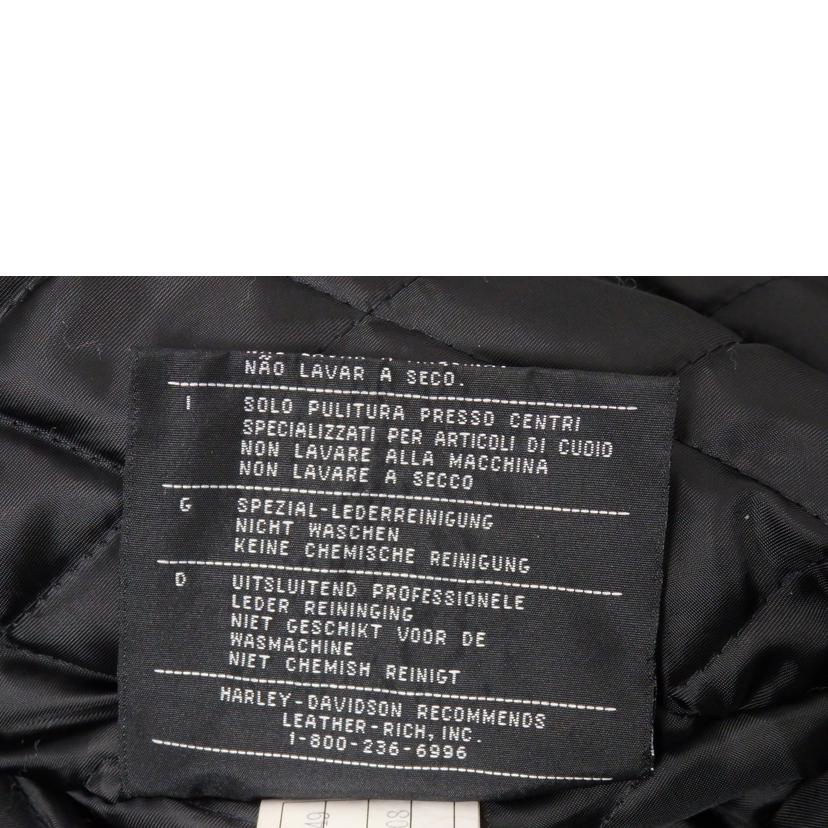 NÃO LAVAR A SECO.
I SOLO PULITURA PRESSO CENTRI
SPECIALIZZATI PER ARTICOLI DI CUOIO
NON LAVARE ALLA MACCHINA
NON LAVARE A SECCO
G SPEZIAL-LEDERREINIGUNG
NICHT WASCHEN
KEINE CHEMISCHE REINIGUNG
D UITSLUITEND PROFESSIONELE
LEDER REININGING
NIET GESCHIKT VOOR DE
WASMACHINE
NIET CHEMISH REINIGT
HARLEY-DAVIDSON RECOMMENDS
LEATHER-RICH, INC.
1-800-236-6996
49
08